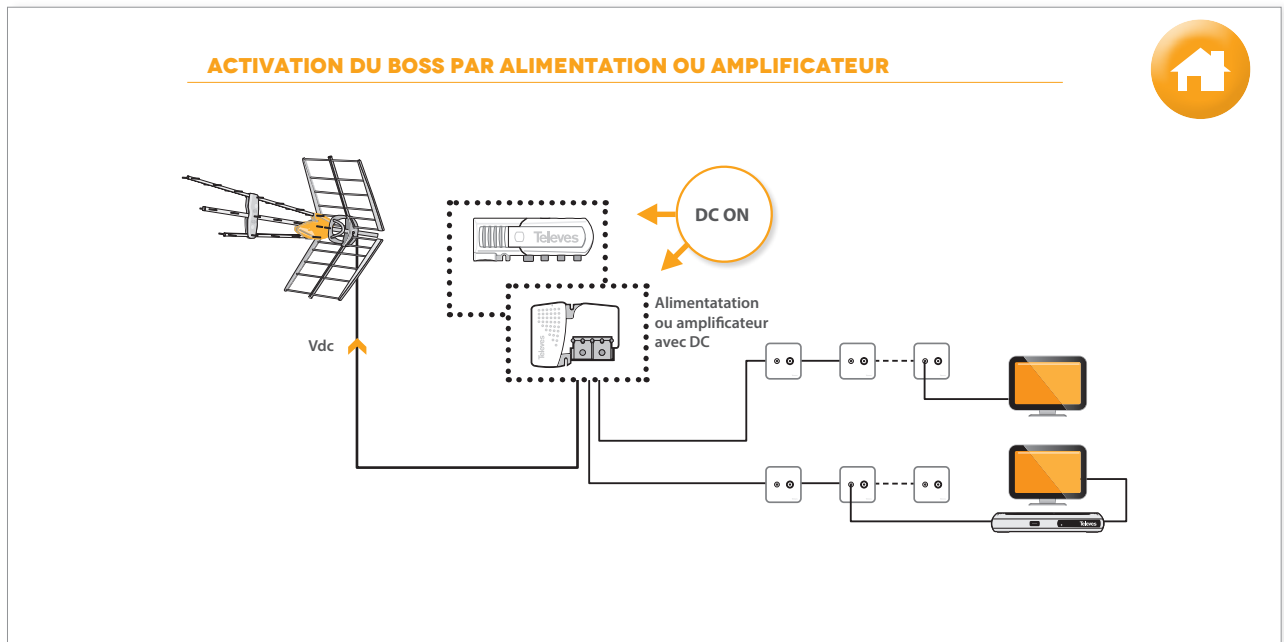 ACTIVATION DU BOSS PAR ALIMENTATION OU AMPLIFICATEUR
DC ON
Televes
Alimentatation
ou amplificateur
avec DC
Televes
Vdc
Televes